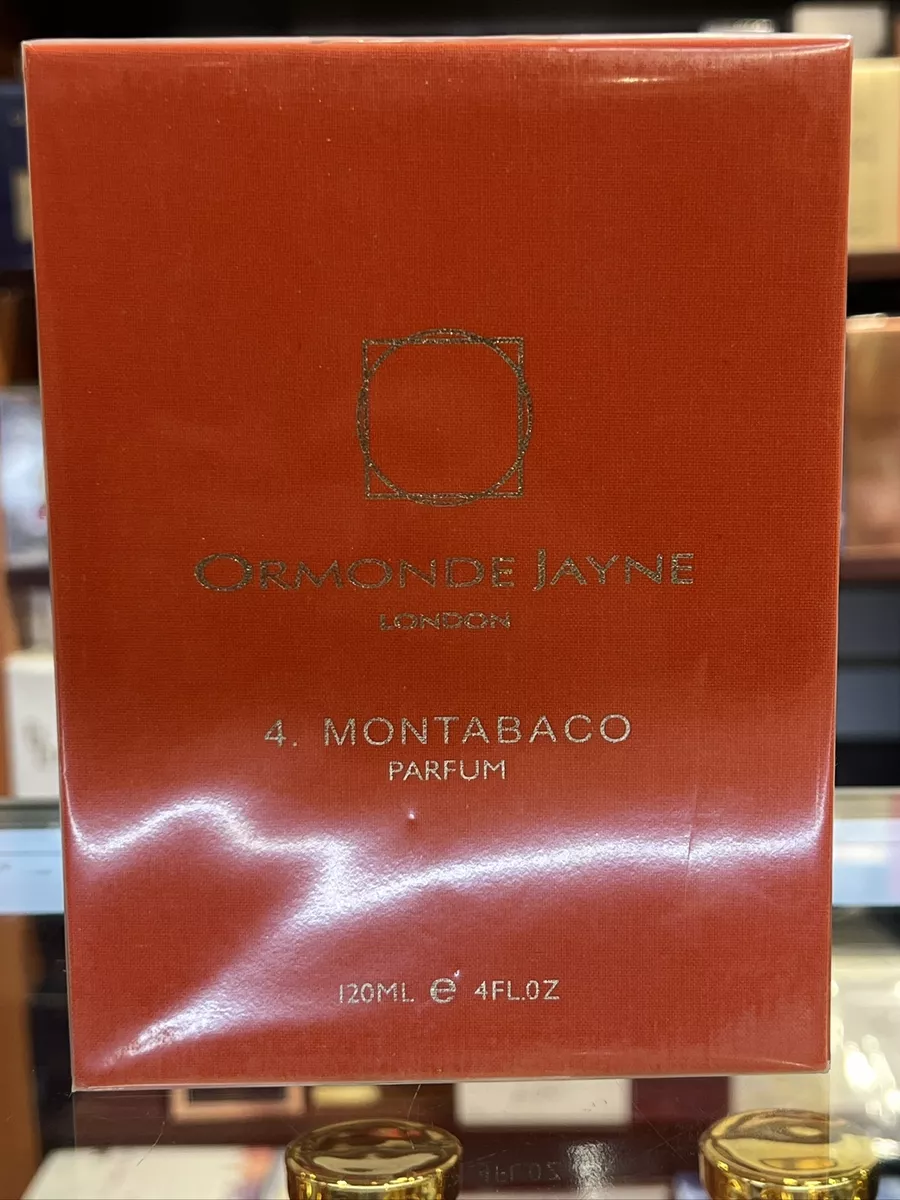 ORMONDE JAYNE
LONDON
4. MONTABACO
PARFUM
120ML e 4FL.OZ